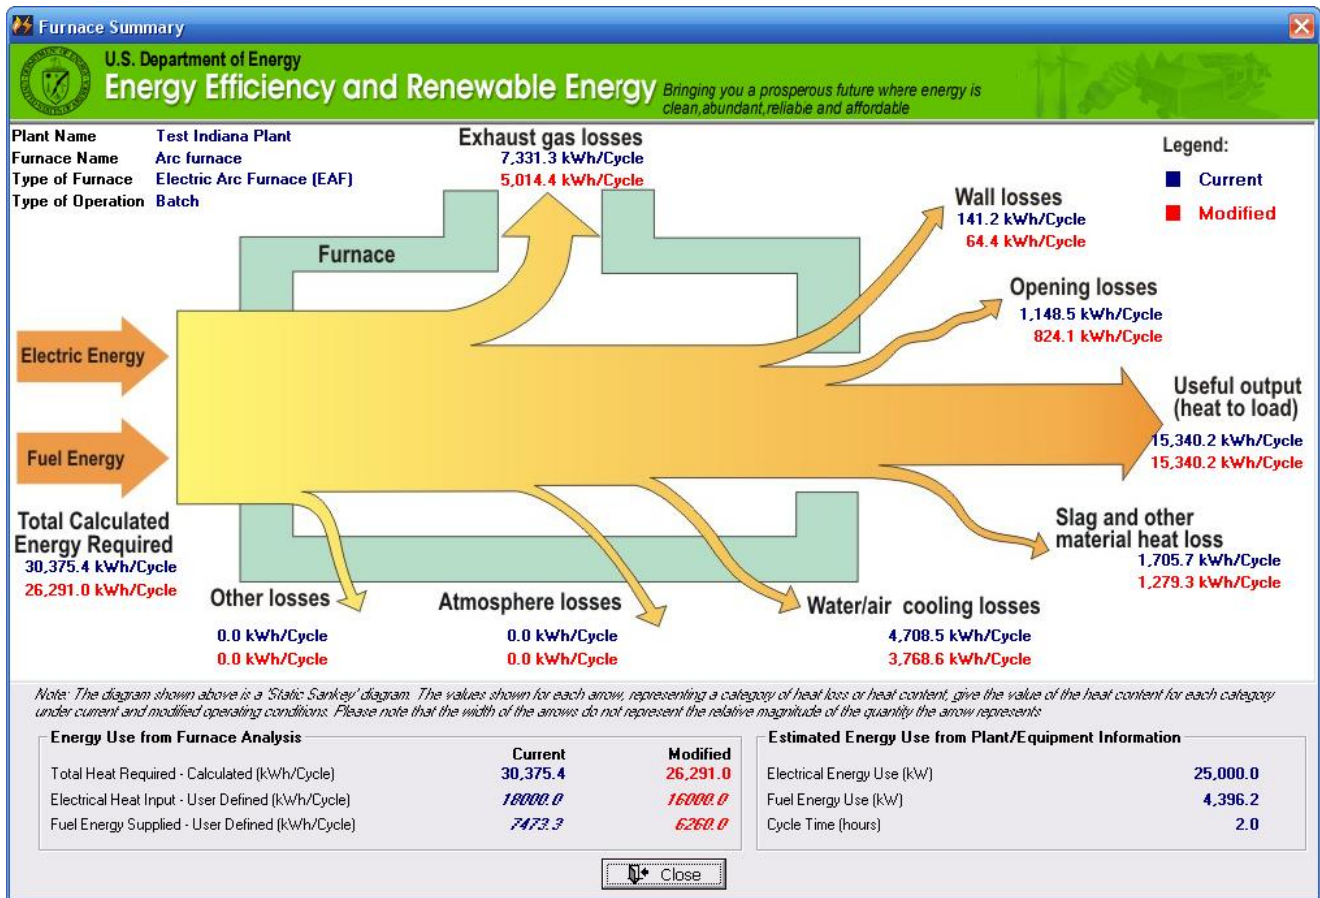 Furnace Summary
U.S. Department of Energy
Energy Efficiency and Renewable Energy
Bringing you a prosperous future where energy is
clean,abundant,reliable and affordable
Plant Name Test Indiana Plant
Furnace Name Arc furnace
Type of Furnace Electric Arc Furnace (EAF)
Type of Operation Batch
Exhaust gas losses
7,331.3 kWh/Cycle
5,014.4 kWh/Cycle
Legend:
Current
Modified
Wall losses
141.2 kWh/Cycle
64.4 kWh/Cycle
Furnace
Opening losses
1,148.5 kWh/Cycle
824.1 kWh/Cycle
Electric Energy
Useful output
(heat to load)
15,340.2 kWh/Cycle
15,340.2 kWh/Cycle
Fuel Energy
Total Calculated
Energy Required
30,375.4 kWh/Cycle
26,291.0 kWh/Cycle
Slag and other
material heat loss
1,705.7 kWh/Cycle
1,279.3 kWh/Cycle
Other losses
0.0 kWh/Cycle
0.0 kWh/Cycle
Atmosphere losses
0.0 kWh/Cycle
0.0 kWh/Cycle
Water/air cooling losses
4,708.5 kWh/Cycle
3,768.6 kWh/Cycle
Note: The diagram shown above is a 'Static Sankey' diagram. The values shown for each arrow, representing a category of heat loss or heat content, give the value of the heat content for each category
under current and modified operating conditions. Please note that the width of the arrows do not represent the relative magnitude of the quantity the arrow represents
Energy Use from Furnace Analysis
Current Modified
Total Heat Required - Calculated (kWh/Cycle) 30,375.4 26,291.0
Electrical Heat Input - User Defined (kWh/Cycle) 18000.0 16000.0
Fuel Energy Supplied - User Defined (kWh/Cycle) 7473.3 6260.0
Estimated Energy Use from Plant/Equipment Information
Electrical Energy Use (kW) 25,000.0
Fuel Energy Use (kW) 4,396.2
Cycle Time (hours) 2.0
Close